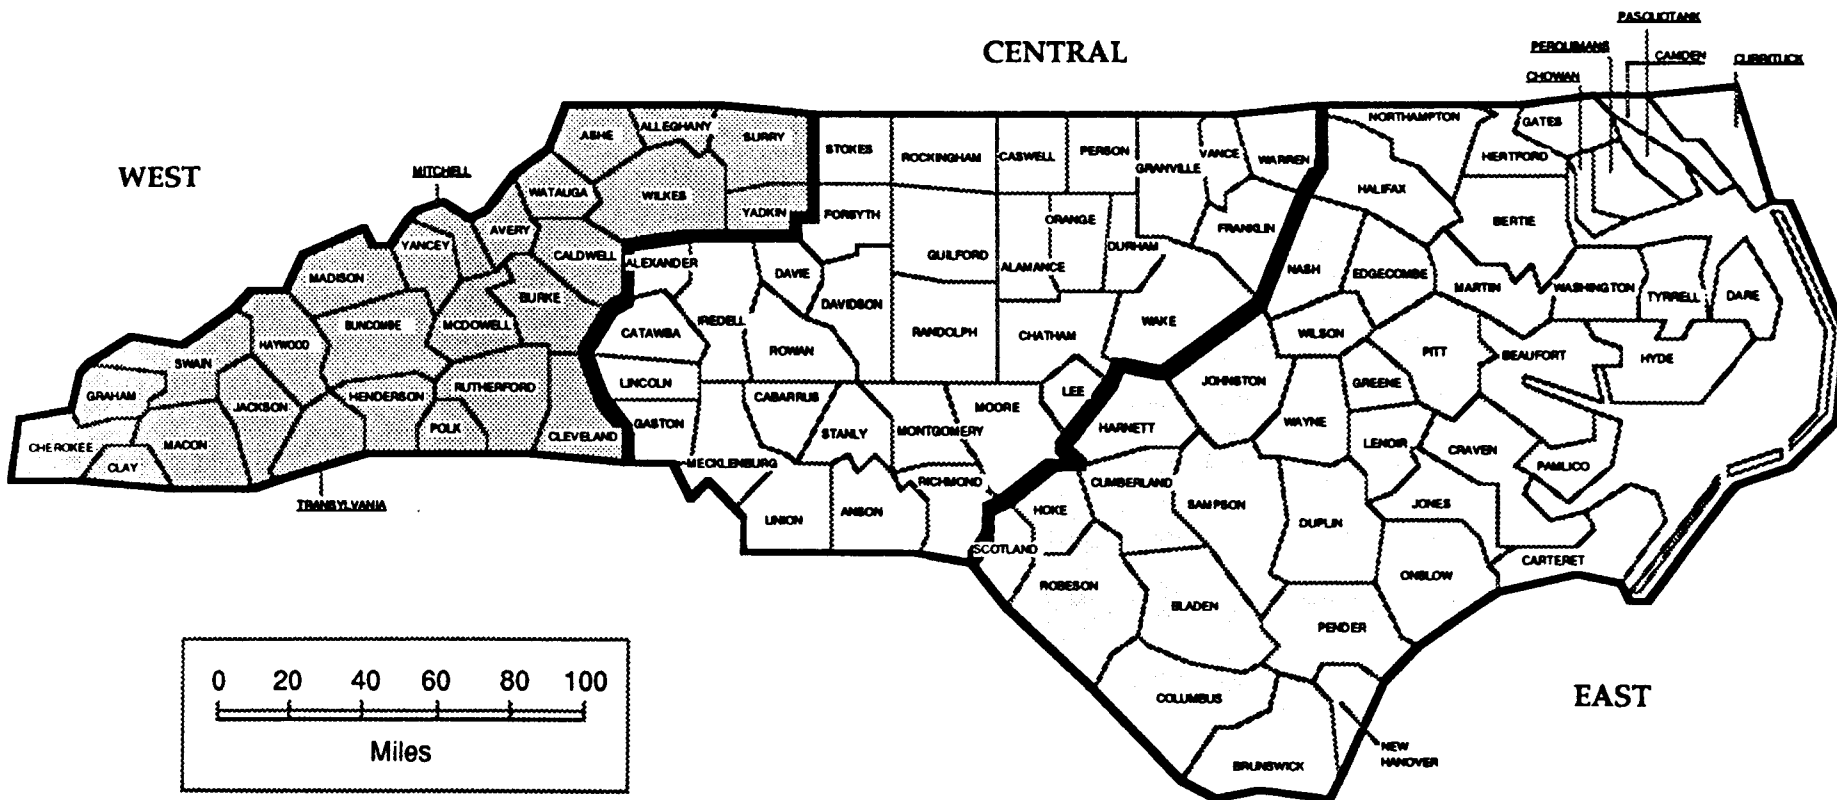 PASQUOTANK
CENTRAL
PERQUIMANS
CAMDEN
CURRITUCK
CHOWAN
WEST
MITCHELL
ASHE
ALLEGHANY
SURRY
STOKES
ROCKINGHAM
CASWELL
PERSON
GRANVILLE
VANCE
WARREN
NORTHAMPTON
GATES
HERTFORD
WATAUGA
WILKES
YADKIN
FORSYTH
ORANGE
FRANKLIN
HALIFAX
BERTIE
YANCEY
AVERY
CALDWELL
ALEXANDER
DAVIE
GUILFORD
ALAMANCE
DURHAM
NASH
EDGECOMBE
MADISON
BURKE
IREDELL
DAVIDSON
MARTIN
WASHINGTON
TYRRELL
DARE
BUNCOMBE
MCDOWELL
CATAWBA
ROWAN
RANDOLPH
CHATHAM
WAKE
WILSON
HAYWOOD
SWAIN
PITT
BEAUFORT
HYDE
GRAHAM
JACKSON
HENDERSON
RUTHERFORD
LINCOLN
CABARRUS
MOORE
LEE
JOHNSTON
GREENE
CHEROKEE
MACON
POLK
CLEVELAND
GASTON
STANLY
MONTGOMERY
HARNETT
WAYNE
LENOIR
CRAVEN
CLAY
MECKLENBURG
RICHMOND
CUMBERLAND
PAMLICO
TRANSYLVANIA
UNION
ANSON
HOKE
SAMPSON
DUPLIN
JONES
SCOTLAND
CARTERET
ROBESON
ONSLOW
BLADEN
PENDER
0 20 40 60 80 100
Miles
COLUMBUS
EAST
BRUNSWICK
NEW
HANOVER